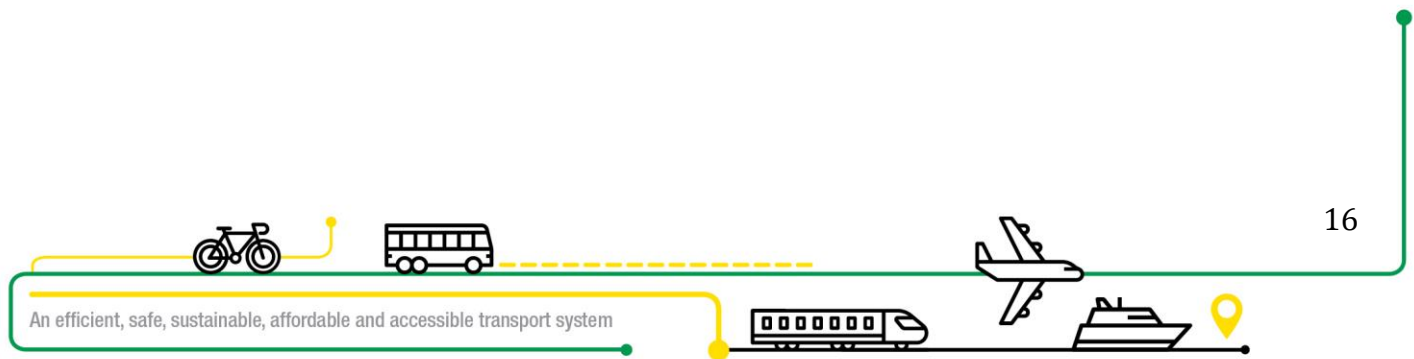 16
An efficient, safe, sustainable, affordable and accessible transport system